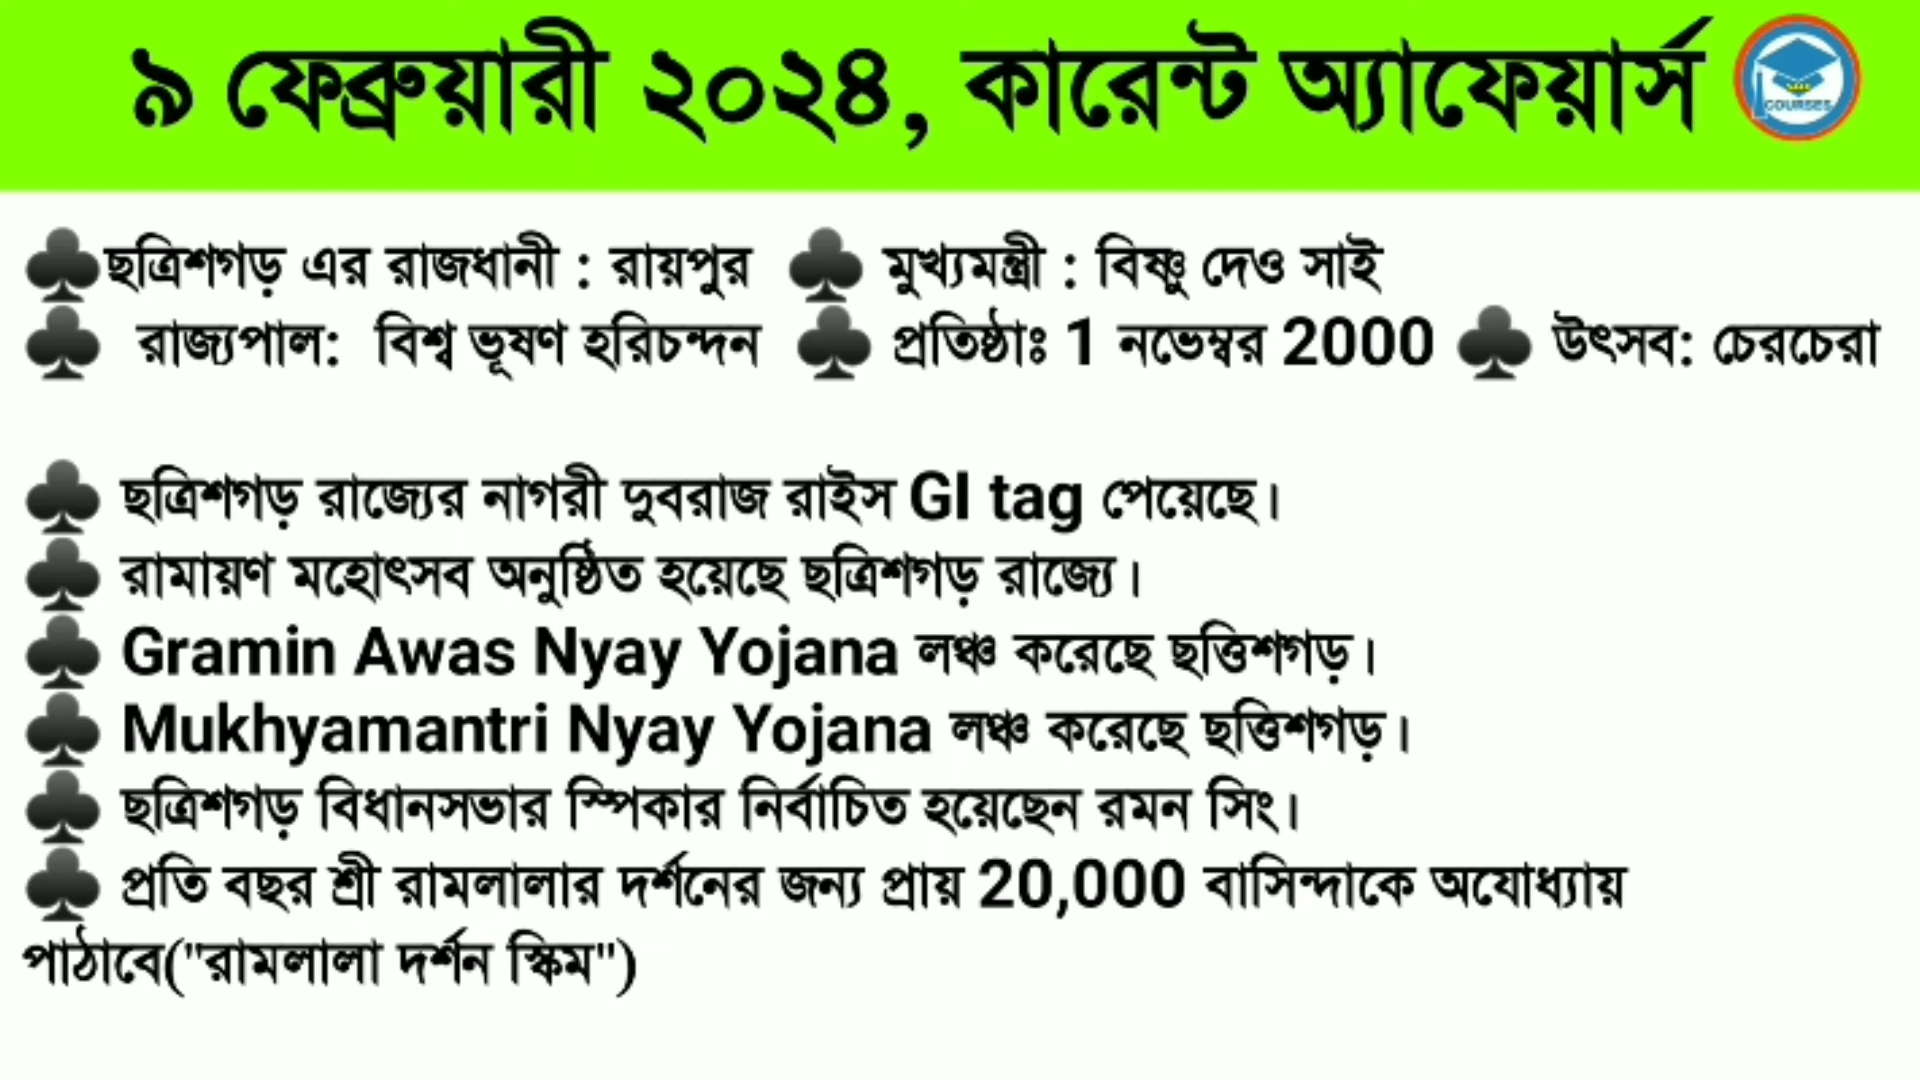 ৯ ফেব্রুয়ারী ২০২৪, কারেন্ট অ্যাফেয়ার্স
COURSES
♣ছত্রিশগড় এর রাজধানী : রায়পুর ♣ মুখ্যমন্ত্রী : বিষ্ণু দেও সাই
♣ রাজ্যপাল: বিশ্ব ভূষণ হরিচন্দন ♣ প্রতিষ্ঠাঃ 1 নভেম্বর 2000 ♣ উৎসব: চেরচেরা
♣ ছত্রিশগড় রাজ্যের নাগরী দুবরাজ রাইস GI tag পেয়েছে।
♣ রামায়ণ মহোৎসব অনুষ্ঠিত হয়েছে ছত্রিশগড় রাজ্যে।
♣ Gramin Awas Nyay Yojana লঞ্চ করেছে ছত্তিশগড়।
♣ Mukhyamantri Nyay Yojana লঞ্চ করেছে ছত্তিশগড়।
♣ ছত্রিশগড় বিধানসভার স্পিকার নির্বাচিত হয়েছেন রমন সিং।
♣ প্রতি বছর শ্রী রামলালার দর্শনের জন্য প্রায় 20,000 বাসিন্দাকে অযোধ্যায়
পাঠাবে("রামলালা দর্শন স্কিম")